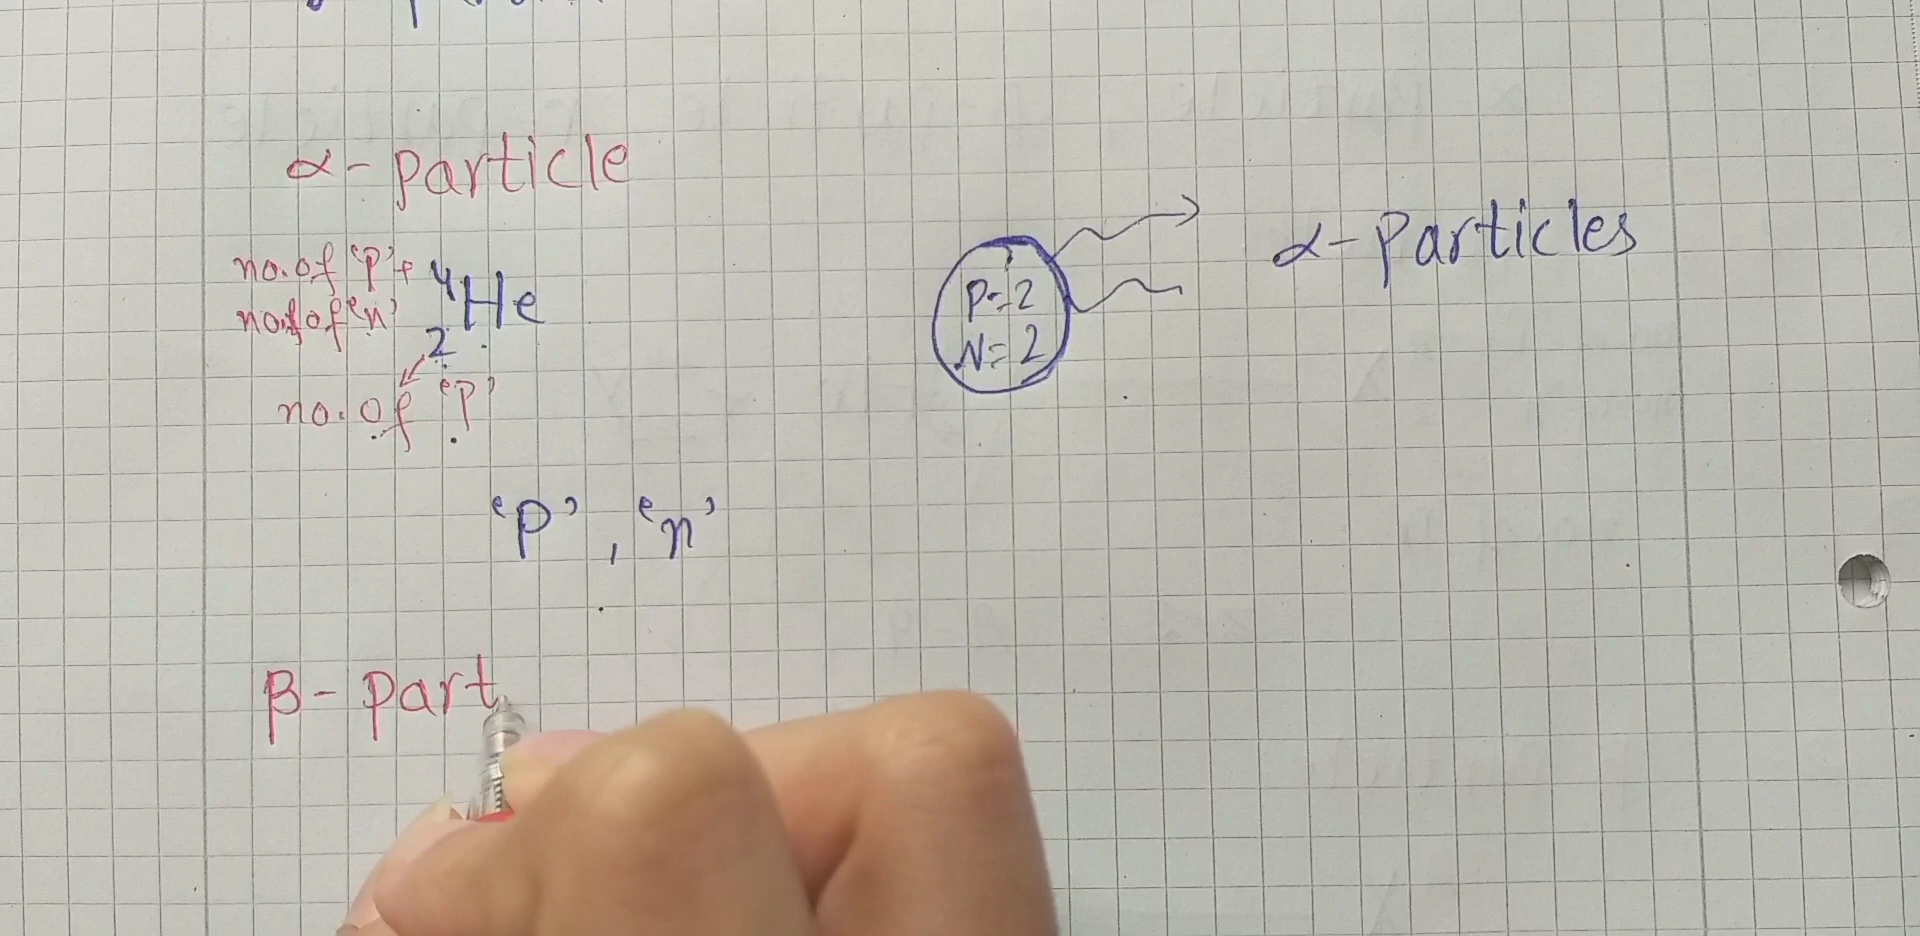 α-particle
no. of 'p' +
no. of 'n'
4
He
2
no. of 'p'
P=2
N=2
α-Particles
'p', 'n'
β-part